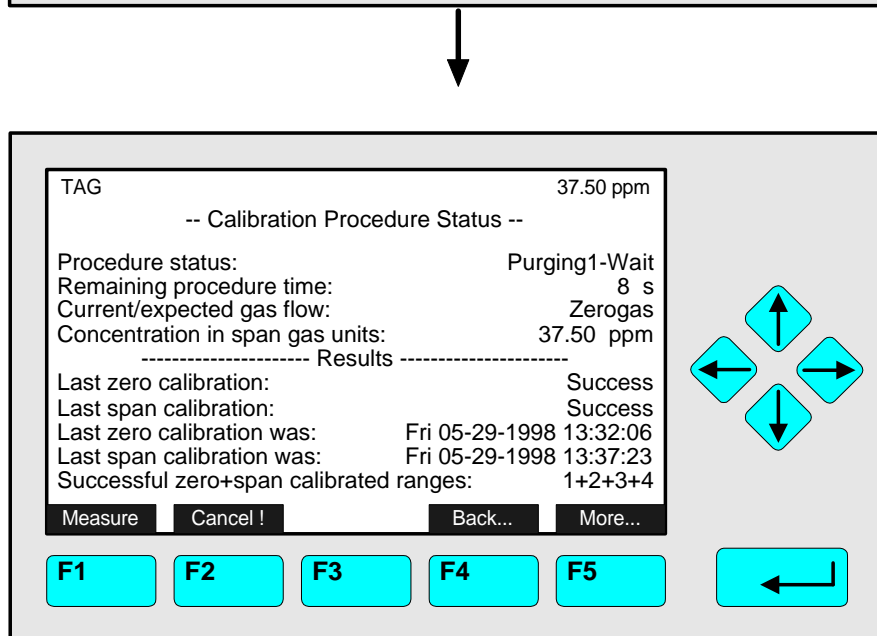 TAG 37.50 ppm
-- Calibration Procedure Status --
Procedure status: Purging1-Wait
Remaining procedure time: 8 s
Current/expected gas flow: Zerogas
Concentration in span gas units: 37.50 ppm
---------------------- Results ----------------------
Last zero calibration: Success
Last span calibration: Success
Last zero calibration was: Fri 05-29-1998 13:32:06
Last span calibration was: Fri 05-29-1998 13:37:23
Successful zero+span calibrated ranges: 1+2+3+4
Measure Cancel ! Back... More...
F1 F2 F3 F4 F5